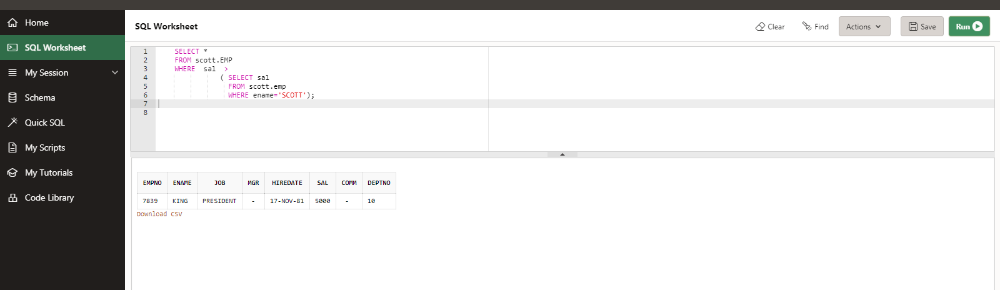 Home
SQL Worksheet
My Session
Schema
Quick SQL
My Scripts
My Tutorials
Code Library
SQL Worksheet
Clear Find Actions Save Run
1 SELECT *
2 FROM scott.EMP
3 WHERE sal >
4 ( SELECT sal
5 FROM scott.emp
6 WHERE ename='SCOTT');
7
8
EMPNO ENAME JOB MGR HIREDATE SAL COMM DEPTNO
7839 KING PRESIDENT - 17-NOV-81 5000 - 10
Download CSV